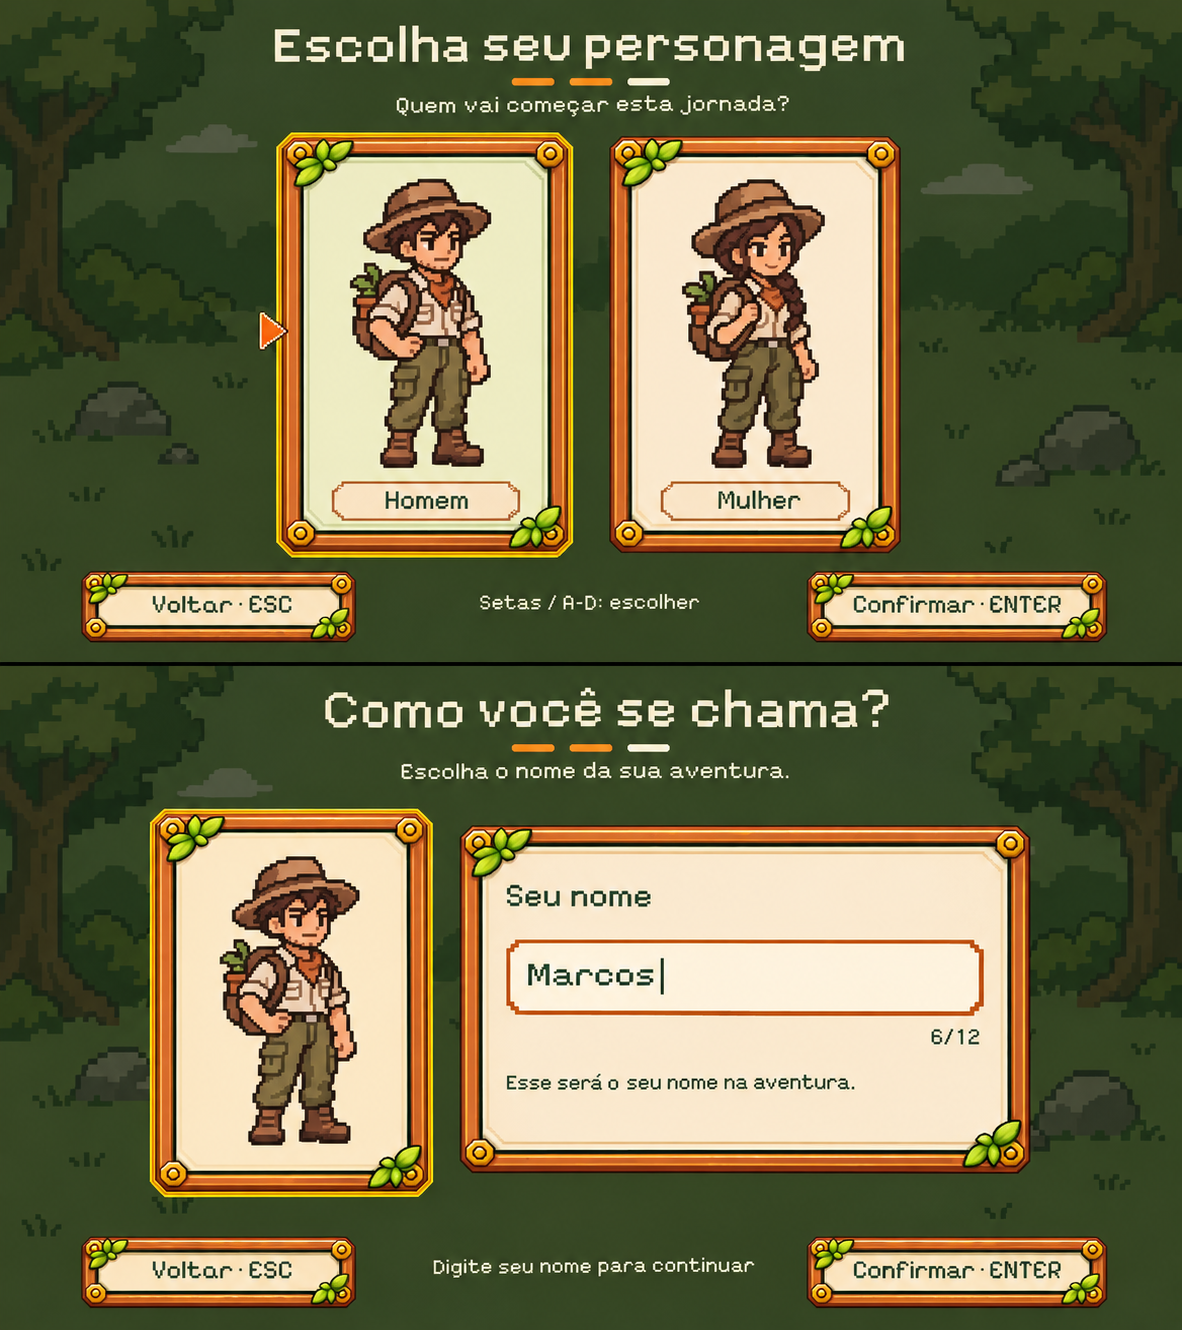 Escolha seu personagem
Quem vai começar esta jornada?
Homem
Mulher
Voltar · ESC
Setas / A-D: escolher
Confirmar · ENTER
Como você se chama?
Escolha o nome da sua aventura.
Seu nome
Marcos
6/12
Esse será o seu nome na aventura.
Voltar · ESC
Digite seu nome para continuar
Confirmar · ENTER